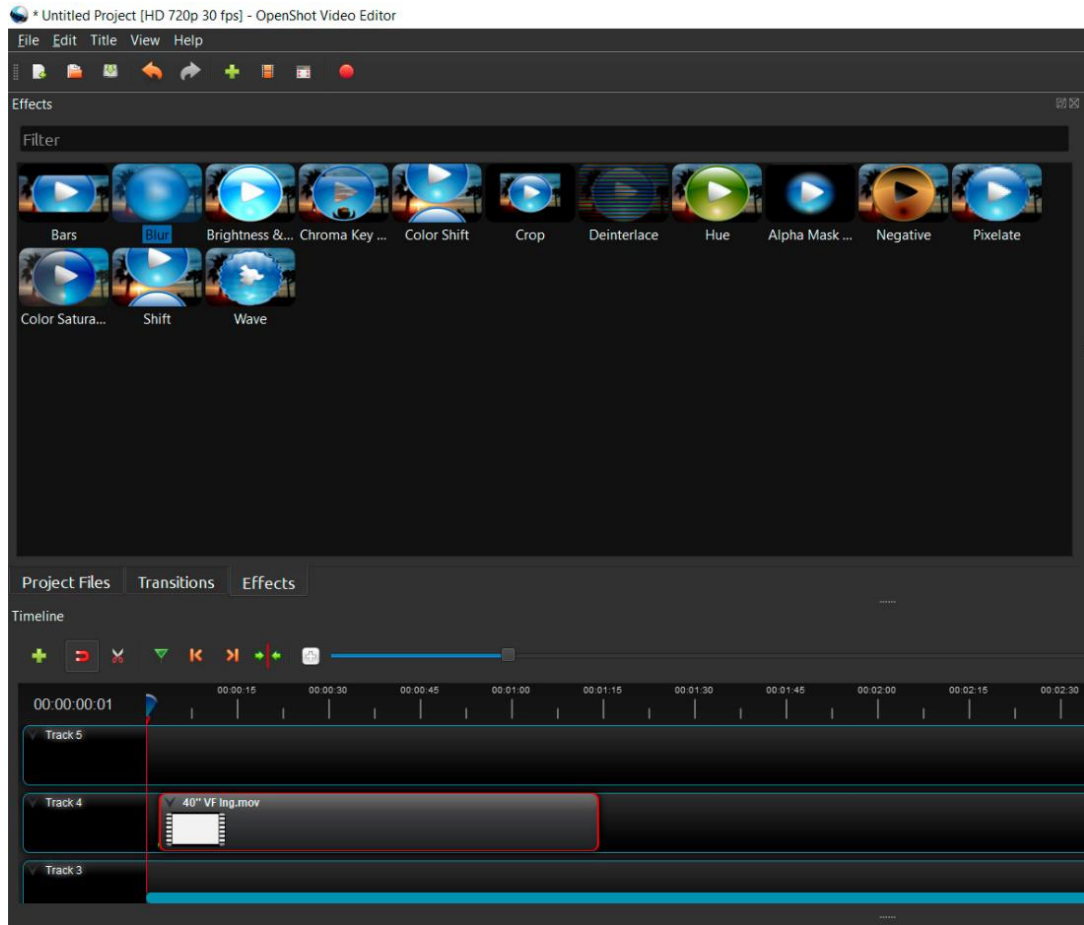 * Untitled Project [HD 720p 30 fps] - OpenShot Video Editor
File Edit Title View Help
Effects
Filter
Bars Blur Brightness &... Chroma Key ... Color Shift Crop Deinterlace Hue Alpha Mask ... Negative Pixelate
Color Satura... Shift Wave
Project Files Transitions Effects
Timeline
00:00:00:01 00:00:15 00:00:30 00:00:45 00:01:00 00:01:15 00:01:30 00:01:45 00:02:00 00:02:15 00:02:30
Track 5
Track 4 40" VF Ing.mov
Track 3